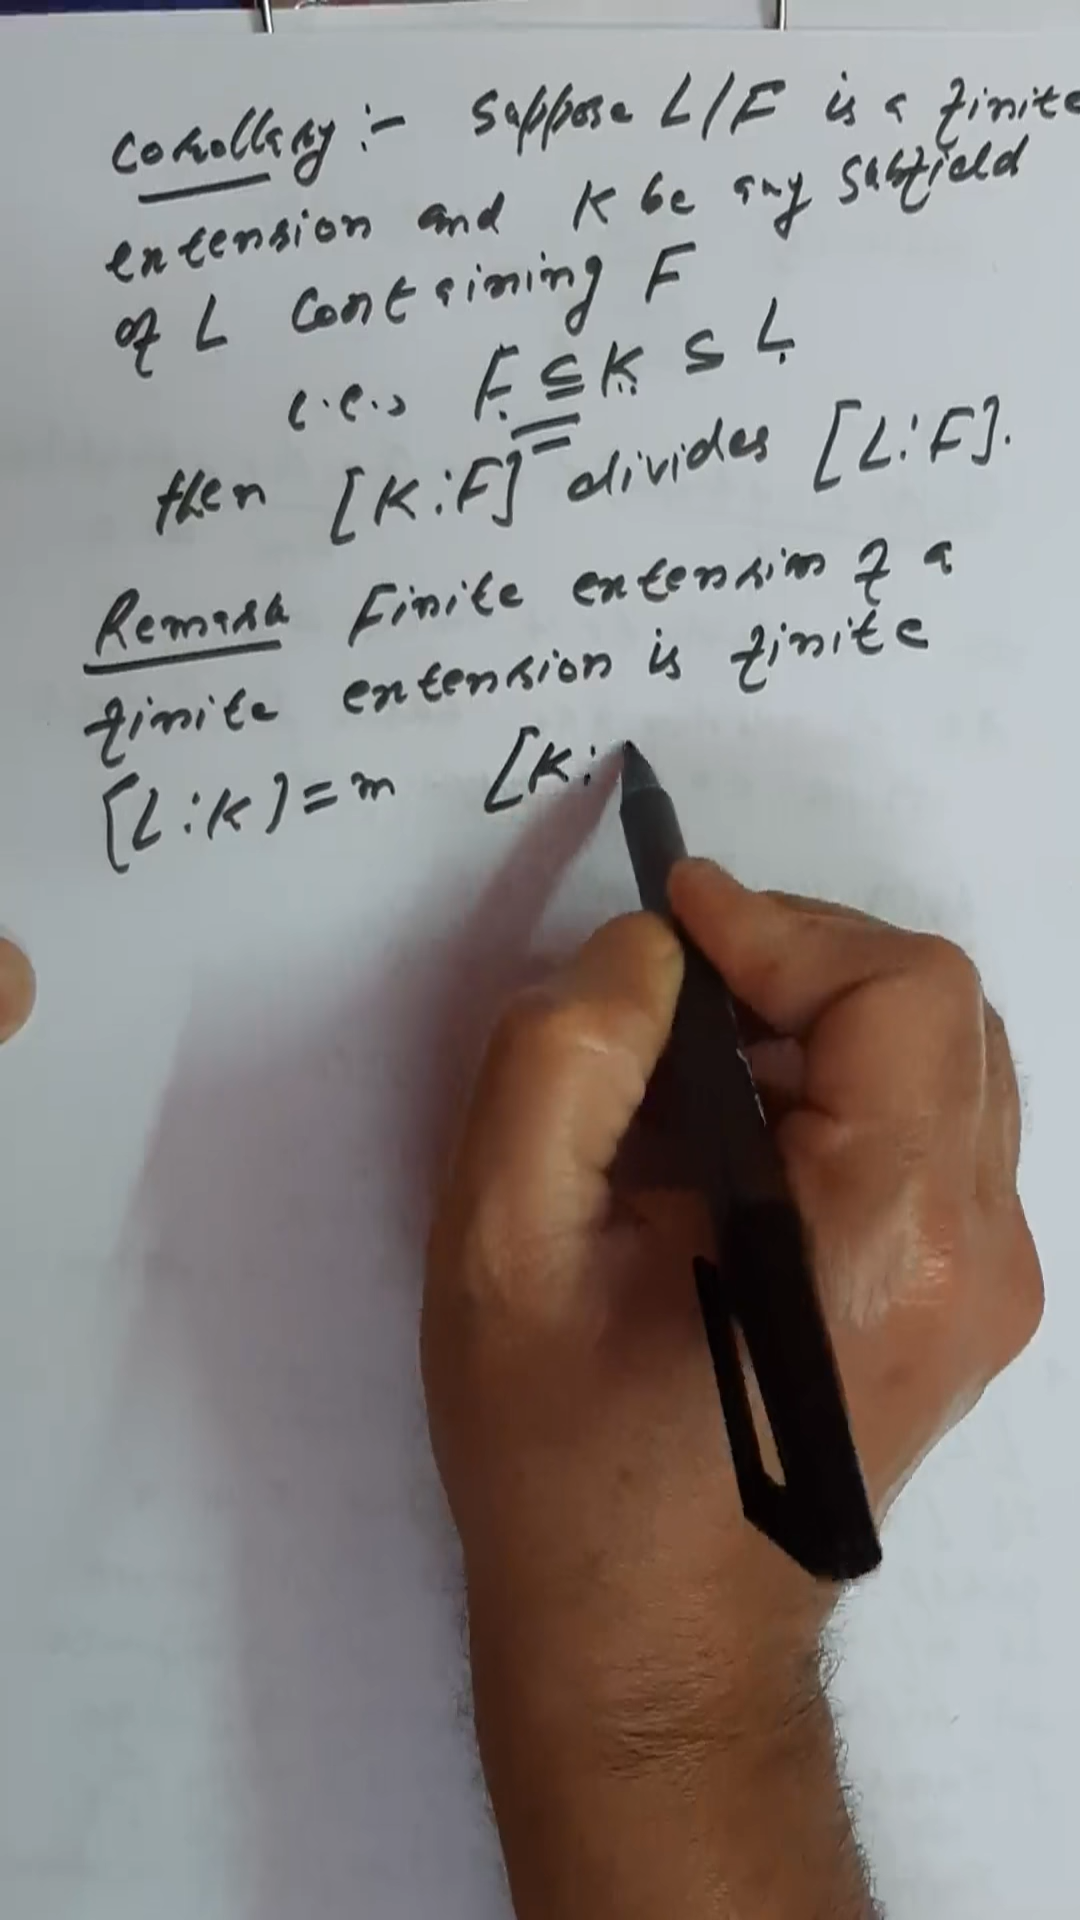 Corollary :- Suppose L/F is a finite
extension and K be any subfield
of L Containing F
i.e., F ⊆ K ⊆ L
then [K:F] divides [L:F].
Remark Finite extension of a
finite extension is finite
[L:K] = m [K: